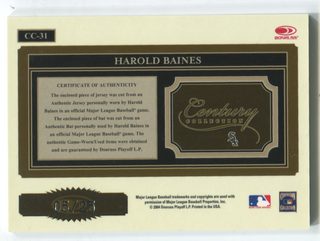 CC-31
DONRUSS
HAROLD BAINES
CERTIFICATE OF AUTHENTICITY
The enclosed piece of jersey was cut from an
Authentic Jersey personally worn by Harold
Baines in an official Major League Baseball game.
The enclosed piece of bat was cut from an
Authentic Bat personally used by Harold Baines in
an official Major League Baseball game. The
authentic Game-Worn/Used items were obtained
and are guaranteed by Donruss Playoff L.P.
Century
COLLECTION
Major League Baseball trademarks and copyrights are used with
permission of Major League Baseball Properties, Inc.
© 2004 Donruss Playoff L.P. Printed in the USA.